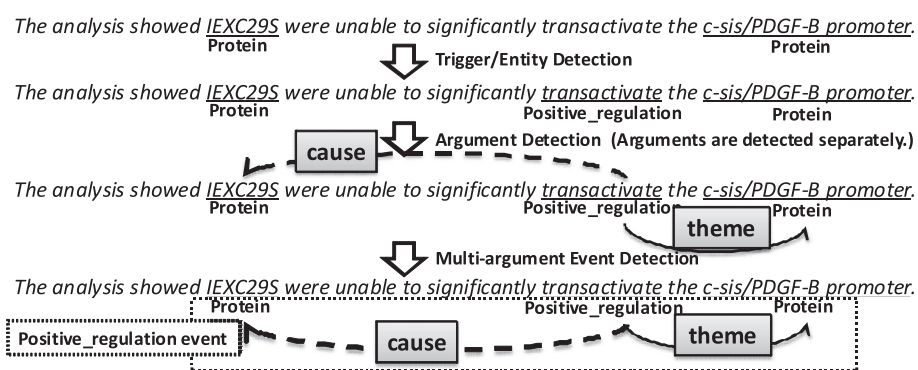 The analysis showed IEXC29S were unable to significantly transactivate the c-sis/PDGF-B promoter.
Protein Protein
Trigger/Entity Detection
The analysis showed IEXC29S were unable to significantly transactivate the c-sis/PDGF-B promoter.
Protein Positive_regulation Protein
Argument Detection (Arguments are detected separately.)
cause
The analysis showed IEXC29S were unable to significantly transactivate the c-sis/PDGF-B promoter.
Protein Positive_regulation Protein
theme
Multi-argument Event Detection
The analysis showed IEXC29S were unable to significantly transactivate the c-sis/PDGF-B promoter.
Protein Positive_regulation Protein
Positive_regulation event
cause theme